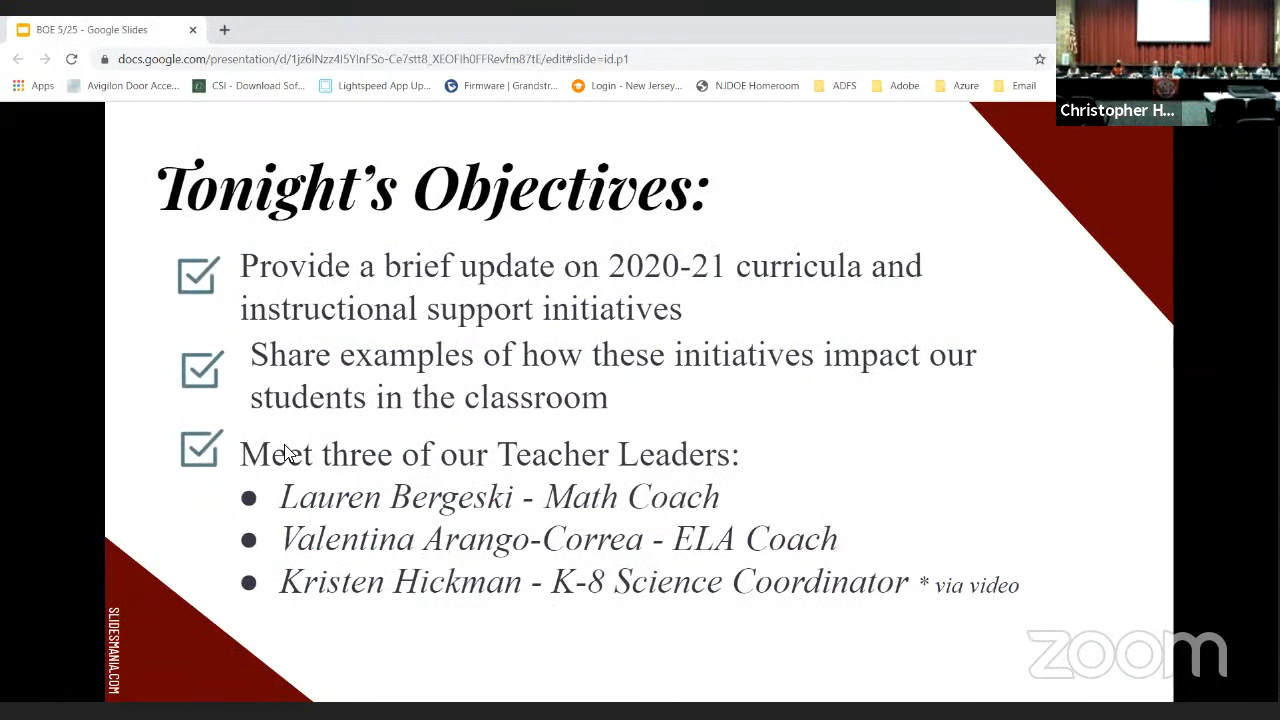 BOE 5/25 - Google Slides
docs.google.com/presentation/d/1jz6lNzz4I5YlnFSo-Ce7stt8_XEOFIh0FFRevfm87tE/edit#slide=id.p1
Apps Avigilon Door Acce... CSI - Download Sof... Lightspeed App Up... Firmware | Grandstr... Login - New Jersey... NJDOE Homeroom ADFS Adobe Azure Email
Christopher H...
Tonight's Objectives:
Provide a brief update on 2020-21 curricula and
instructional support initiatives
Share examples of how these initiatives impact our
students in the classroom
Meet three of our Teacher Leaders:
● Lauren Bergeski - Math Coach
● Valentina Arango-Correa - ELA Coach
● Kristen Hickman - K-8 Science Coordinator * via video
SLIDESMANIA.COM
zoom